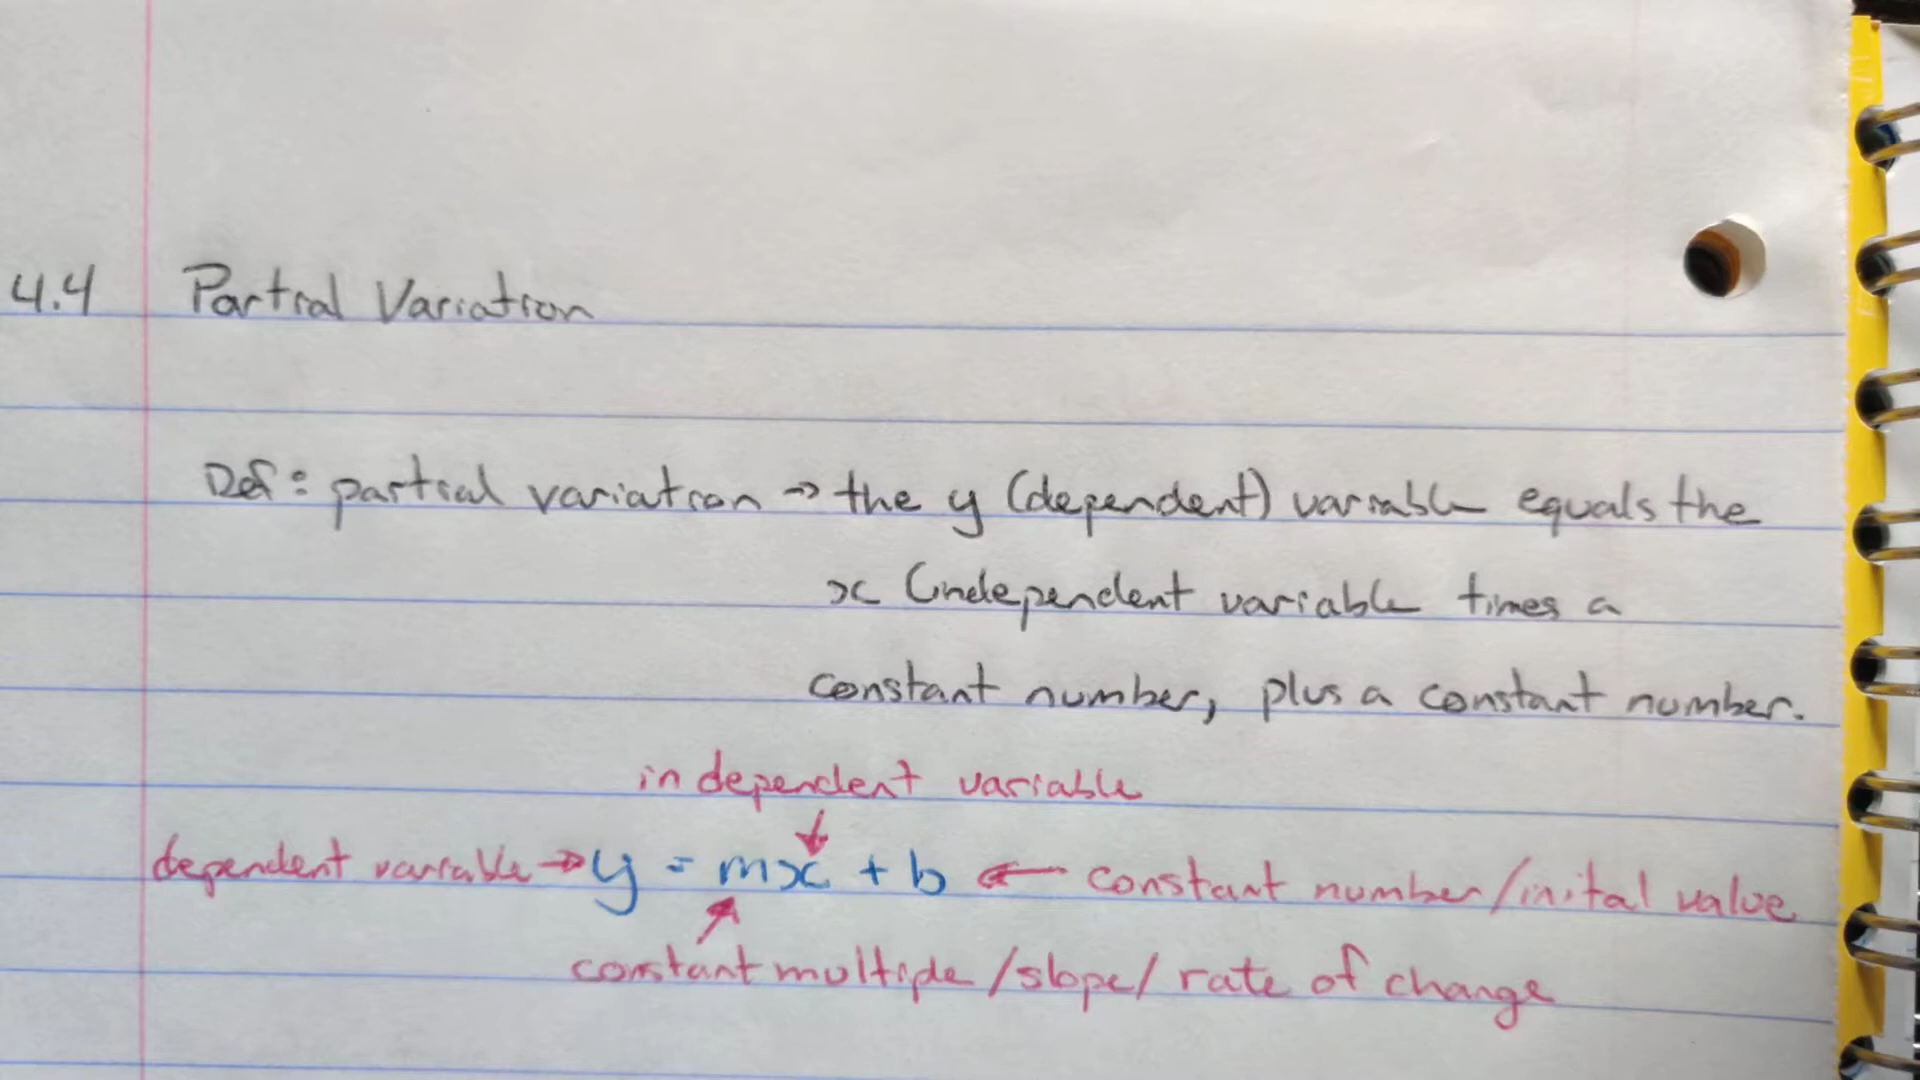 4.4 Partial Variation
Def: partial variation → the y (dependent) variable equals the
x (independent variable times a
constant number, plus a constant number.
independent variable
↓
dependent variable → y = mx + b ← constant number/inital value
↗
constant multiple / slope / rate of change